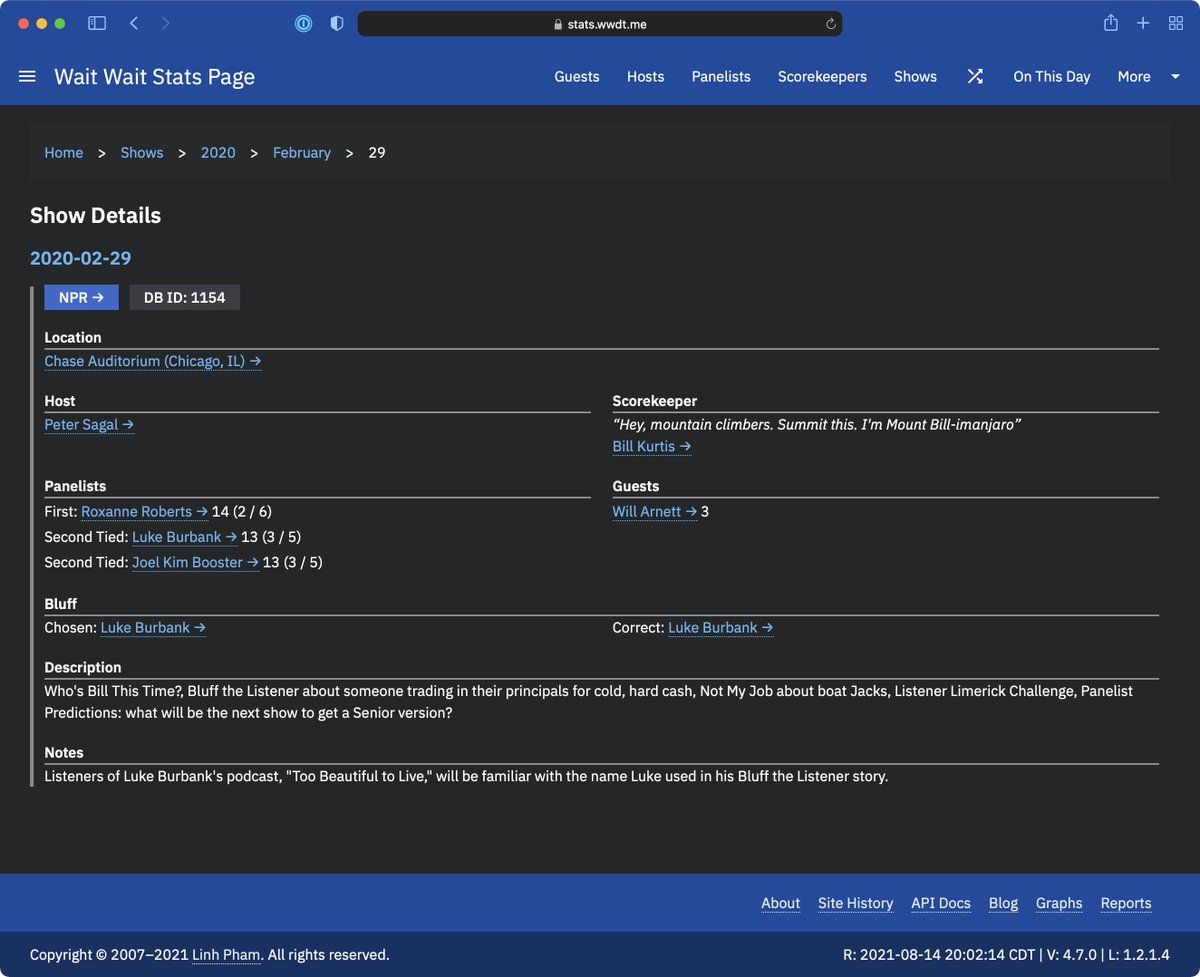 stats.wwdt.me
Wait Wait Stats Page
Guests Hosts Panelists Scorekeepers Shows On This Day More
Home > Shows > 2020 > February > 29
Show Details
2020-02-29
NPR → DB ID: 1154
Location
Chase Auditorium (Chicago, IL) →
Host
Peter Sagal →
Scorekeeper
“Hey, mountain climbers. Summit this. I'm Mount Bill-imanjaro”
Bill Kurtis →
Panelists
First: Roxanne Roberts → 14 (2 / 6)
Second Tied: Luke Burbank → 13 (3 / 5)
Second Tied: Joel Kim Booster → 13 (3 / 5)
Guests
Will Arnett → 3
Bluff
Chosen: Luke Burbank →
Correct: Luke Burbank →
Description
Who's Bill This Time?, Bluff the Listener about someone trading in their principals for cold, hard cash, Not My Job about boat Jacks, Listener Limerick Challenge, Panelist
Predictions: what will be the next show to get a Senior version?
Notes
Listeners of Luke Burbank's podcast, "Too Beautiful to Live," will be familiar with the name Luke used in his Bluff the Listener story.
About Site History API Docs Blog Graphs Reports
Copyright © 2007–2021 Linh Pham. All rights reserved.
R: 2021-08-14 20:02:14 CDT | V: 4.7.0 | L: 1.2.1.4